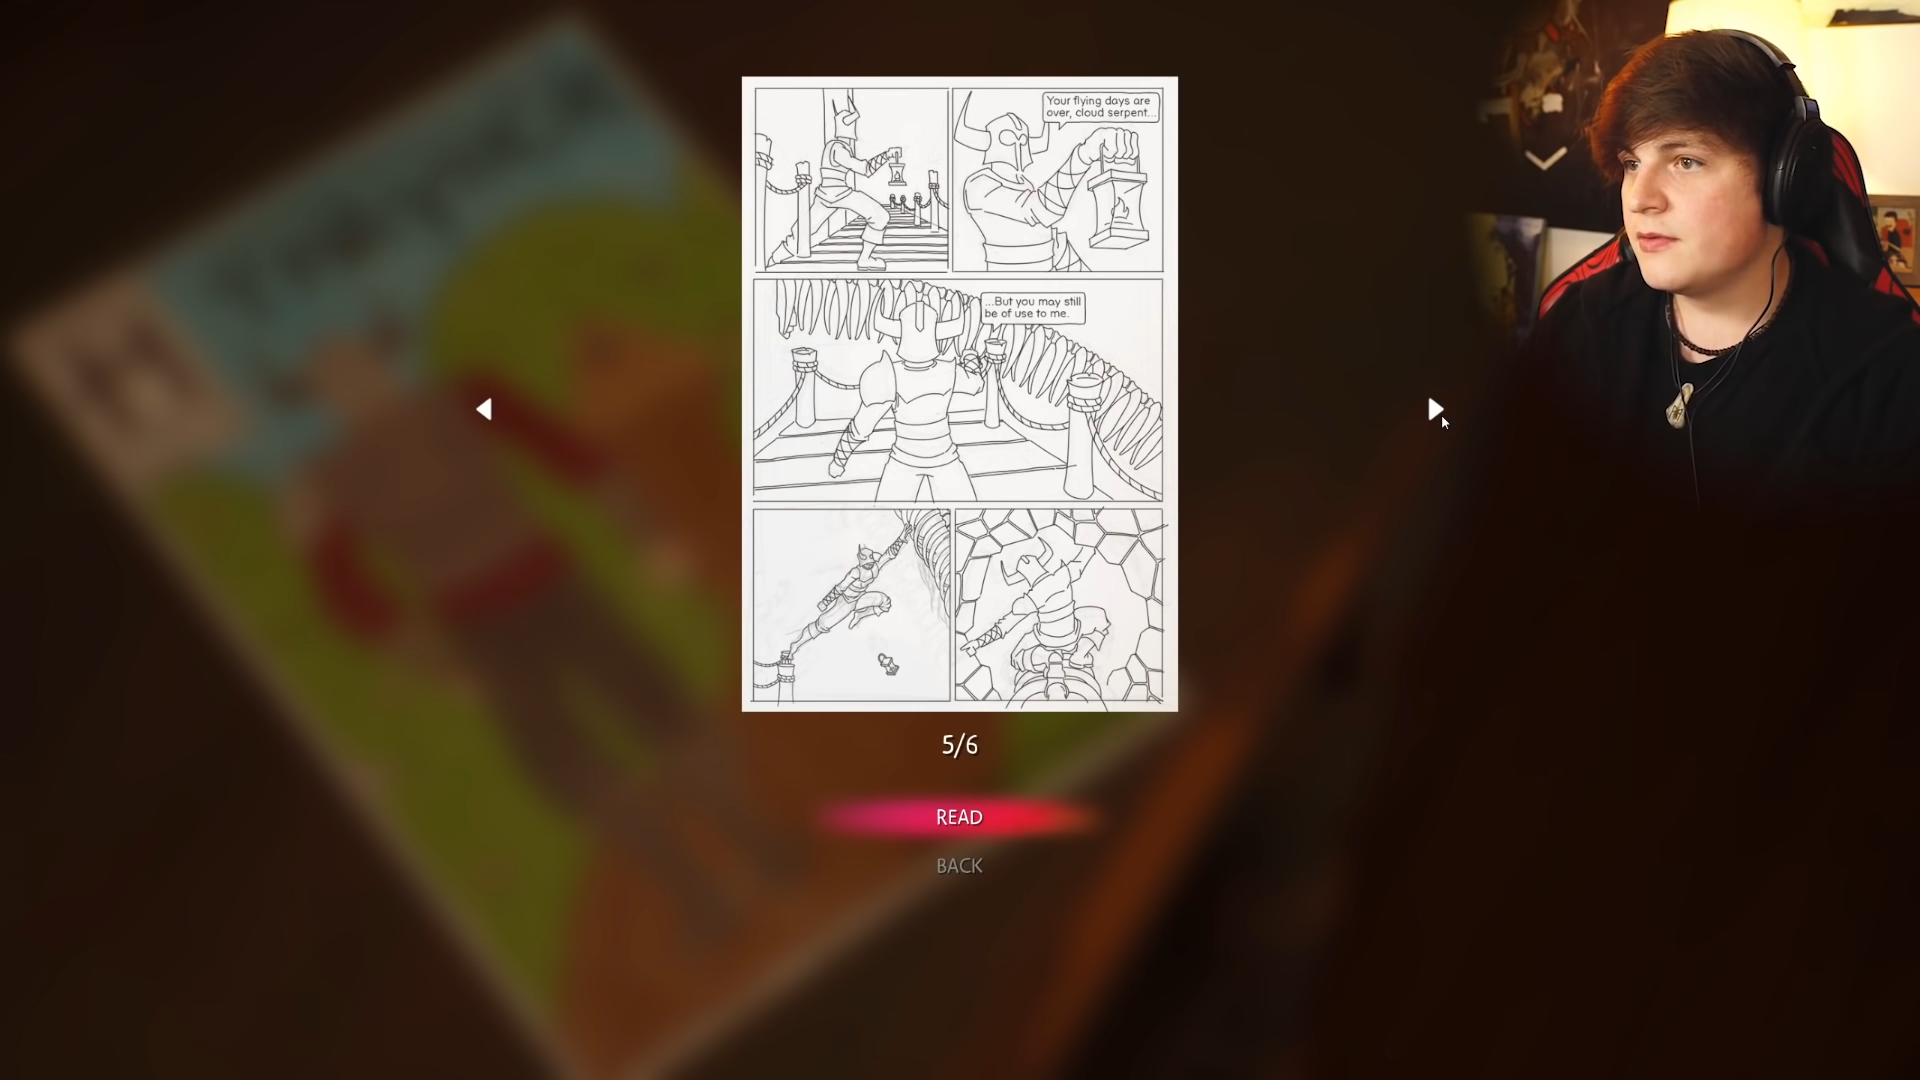 Your flying days are
over, cloud serpent...
...But you may still
be of use to me.
5/6
READ
BACK